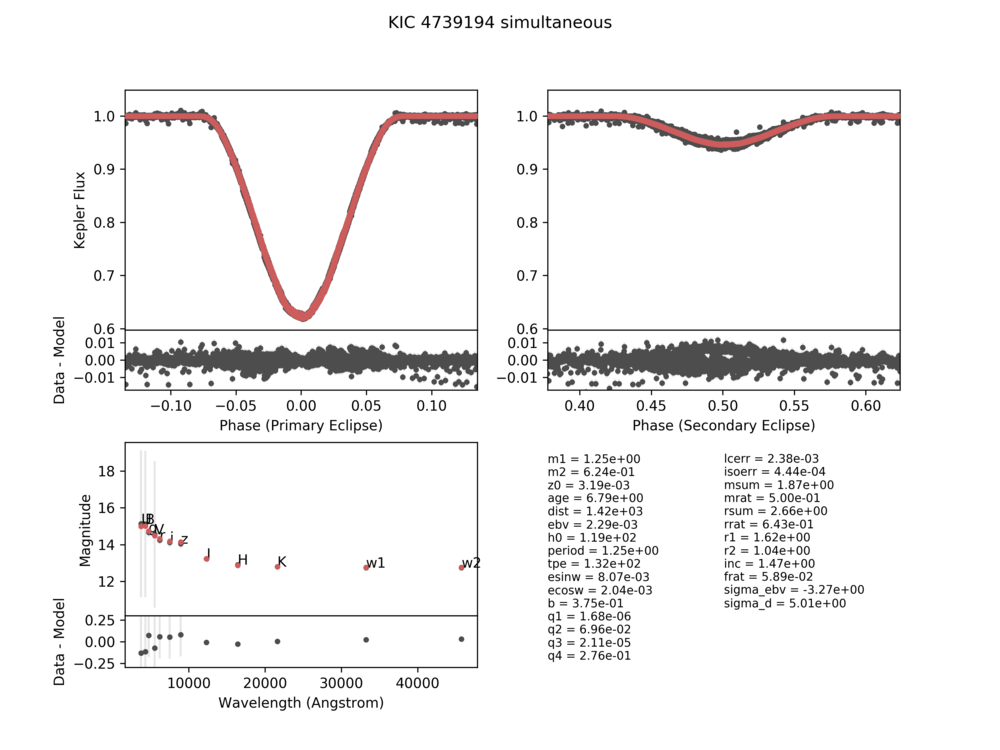 KIC 4739194 simultaneous
1.0
0.9
0.8
0.7
0.6
Kepler Flux
0.01
0.00
−0.01
Data - Model
−0.10 −0.05 0.00 0.05 0.10
Phase (Primary Eclipse)
1.0
0.9
0.8
0.7
0.6
0.01
0.00
−0.01
0.40 0.45 0.50 0.55 0.60
Phase (Secondary Eclipse)
18
16
14
12
Magnitude
B
V
i z
H
K
w1
w2
0.25
0.00
−0.25
Data - Model
10000 20000 30000 40000
Wavelength (Angstrom)
m1 = 1.25e+00
m2 = 6.24e-01
z0 = 3.19e-03
age = 6.79e+00
dist = 1.42e+03
ebv = 2.29e-03
h0 = 1.19e+02
period = 1.25e+00
tpe = 1.32e+02
esinw = 8.07e-03
ecosw = 2.04e-03
b = 3.75e-01
q1 = 1.68e-06
q2 = 6.96e-02
q3 = 2.11e-05
q4 = 2.76e-01
lcerr = 2.38e-03
isoerr = 4.44e-04
msum = 1.87e+00
mrat = 5.00e-01
rsum = 2.66e+00
rrat = 6.43e-01
r1 = 1.62e+00
r2 = 1.04e+00
inc = 1.47e+00
frat = 5.89e-02
sigma_ebv = -3.27e+00
sigma_d = 5.01e+00